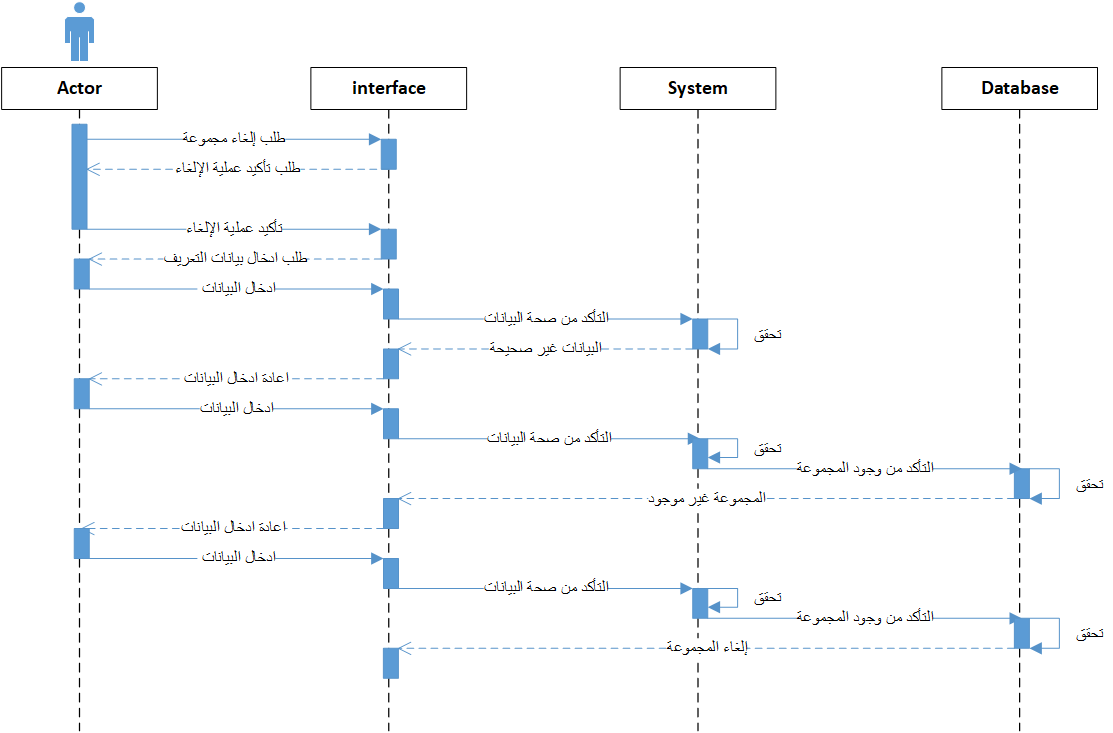 Actor
interface
System
Database
طلب إلغاء مجموعة
طلب تأكيد عملية الإلغاء
تأكيد عملية الإلغاء
طلب ادخال بيانات التعريف
ادخال البيانات
التأكد من صحة البيانات
تحقق
البيانات غير صحيحة
اعادة ادخال البيانات
ادخال البيانات
التأكد من صحة البيانات
تحقق
التأكد من وجود المجموعة
تحقق
المجموعة غير موجود
اعادة ادخال البيانات
ادخال البيانات
التأكد من صحة البيانات
تحقق
التأكد من وجود المجموعة
تحقق
إلغاء المجموعة